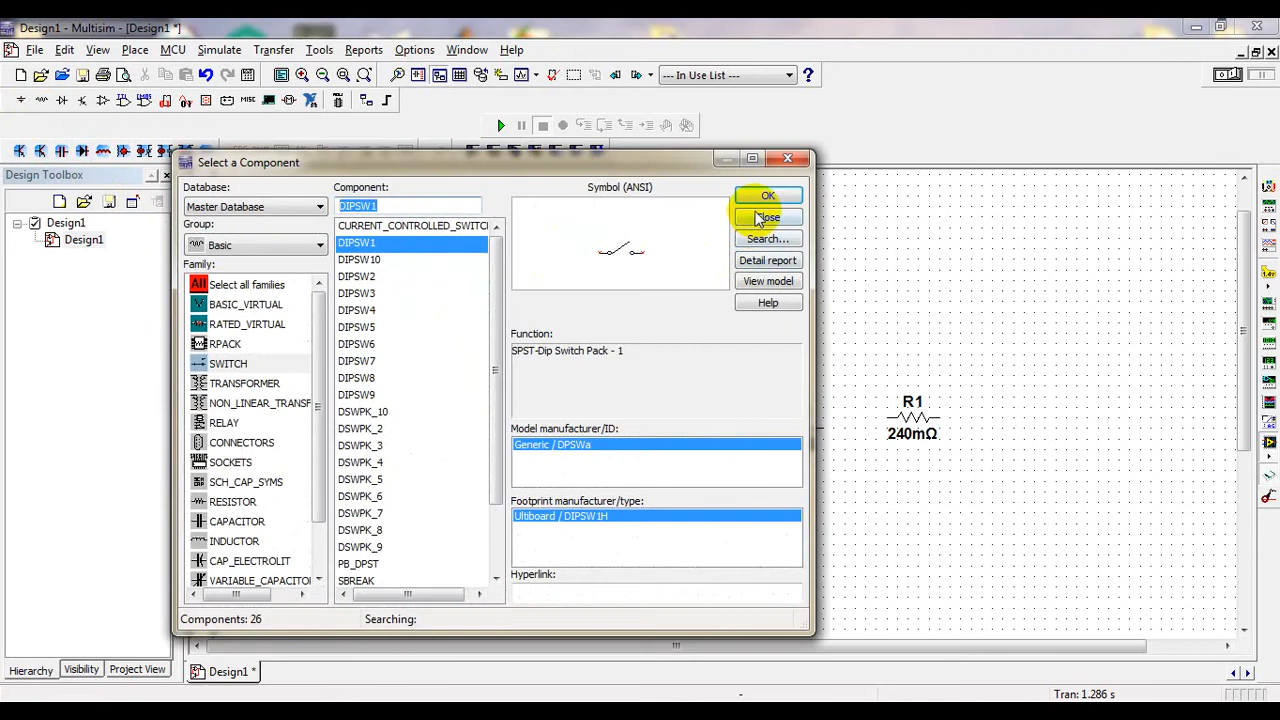 Design1 - Multisim - [Design1 *]
File Edit View Place MCU Simulate Transfer Tools Reports Options Window Help
--- In Use List ---
MISC
Design Toolbox
Design1
Design1
Select a Component
Database:
Master Database
Group:
Basic
Family:
All Select all families
BASIC_VIRTUAL
RATED_VIRTUAL
RPACK
SWITCH
TRANSFORMER
NON_LINEAR_TRANSF
RELAY
CONNECTORS
SOCKETS
SCH_CAP_SYMS
RESISTOR
CAPACITOR
INDUCTOR
CAP_ELECTROLIT
VARIABLE_CAPACITO
Component:
DIPSW1
CURRENT_CONTROLLED_SWITCH
DIPSW1
DIPSW10
DIPSW2
DIPSW3
DIPSW4
DIPSW5
DIPSW6
DIPSW7
DIPSW8
DIPSW9
DSWPK_10
DSWPK_2
DSWPK_3
DSWPK_4
DSWPK_5
DSWPK_6
DSWPK_7
DSWPK_8
DSWPK_9
PB_DPST
SBREAK
Symbol (ANSI)
OK
Close
Search...
Detail report
View model
Help
Function:
SPST-Dip Switch Pack - 1
Model manufacturer/ID:
Generic / DPSWa
Footprint manufacturer/type:
Ultiboard / DIPSW1H
Hyperlink:
Components: 26
Searching:
R1
240mΩ
Hierarchy Visibility Project View
Design1 *
-
Tran: 1.286 s